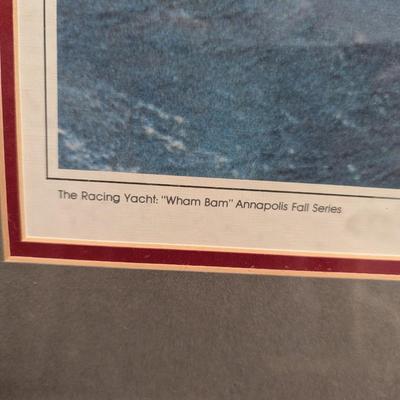 The Racing Yacht: "Wham Bam" Annapolis Fall Series